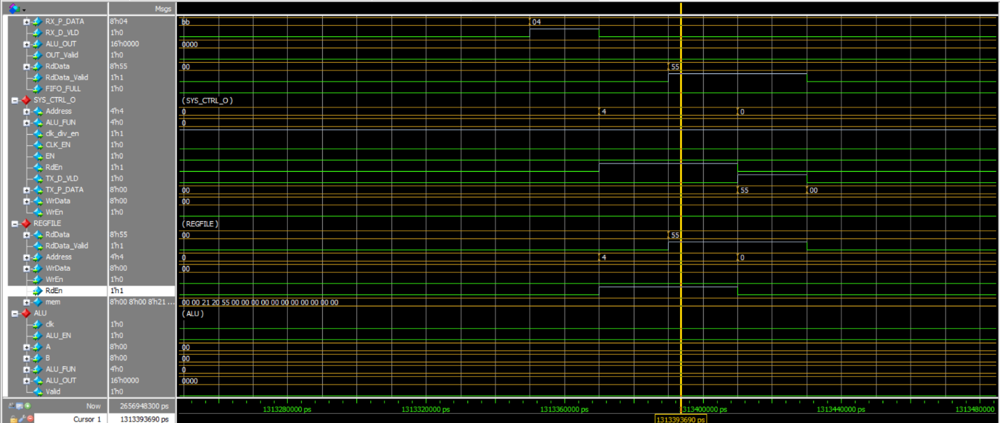 Msgs
RX_P_DATA 8'h04 bb 04
RX_D_VLD 1'h0
ALU_OUT 16'h0000 0000
OUT_Valid 1'h0
RdData 8'h55 00 55
RdData_Valid 1'h1
FIFO_FULL 1'h0
SYS_CTRL_O (SYS_CTRL_O)
Address 4'h4 0 4 0
ALU_FUN 4'h0 0
clk_div_en 1'h1
CLK_EN 1'h0
EN 1'h0
RdEn 1'h1
TX_D_VLD 1'h0
TX_P_DATA 8'h00 00 55 00
WrData 8'h00 00
WrEn 1'h0
REGFILE (REGFILE)
RdData 8'h55 00 55
RdData_Valid 1'h1
Address 4'h4 0 4 0
WrData 8'h00 00
WrEn 1'h0
RdEn 1'h1
mem 8'h00 8'h00 8'h21 ... 00 00 21 20 55 00 00 00 00 00 00 00 00 00 00 00
ALU (ALU)
clk 1'h0
ALU_EN 1'h0
A 8'h00 00
B 8'h00 00
ALU_FUN 4'h0 0
ALU_OUT 16'h0000 0000
Valid 1'h0
Now 2656948300 ps 1313280000 ps 1313320000 ps 1313360000 ps 1313400000 ps 1313440000 ps 1313480000
Cursor 1 1313393690 ps 1313393690 ps